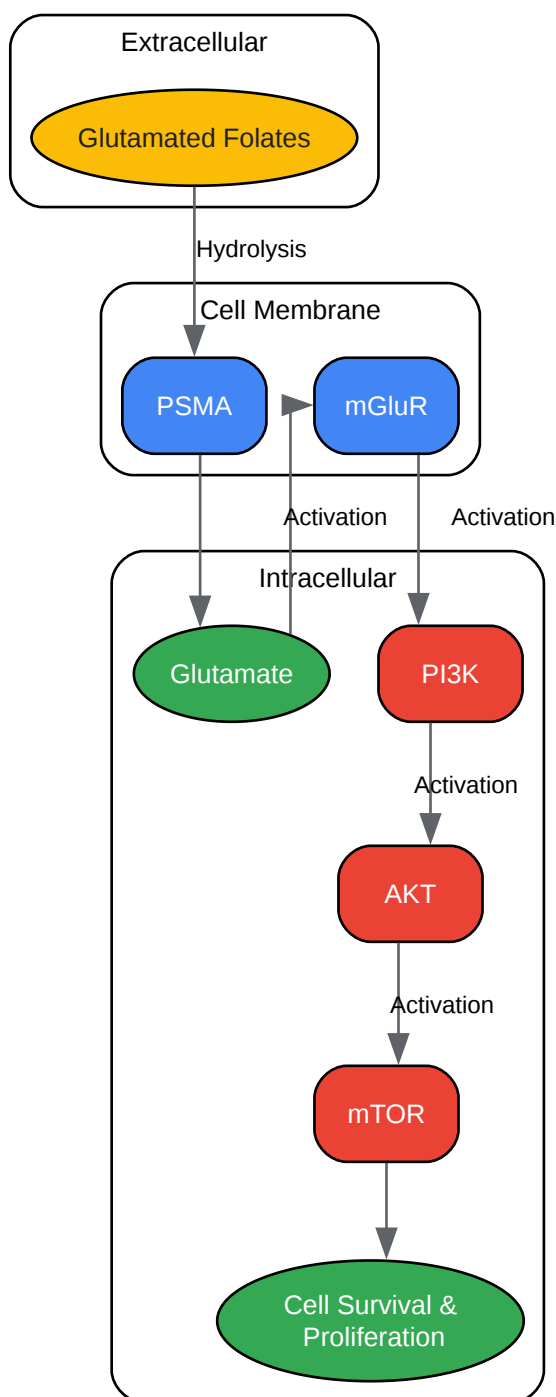 Extracellular
Glutamated Folates
Hydrolysis
Cell Membrane
PSMA
mGluR
Activation
Activation
Intracellular
Glutamate
PI3K
Activation
AKT
Activation
mTOR
Cell Survival &
Proliferation